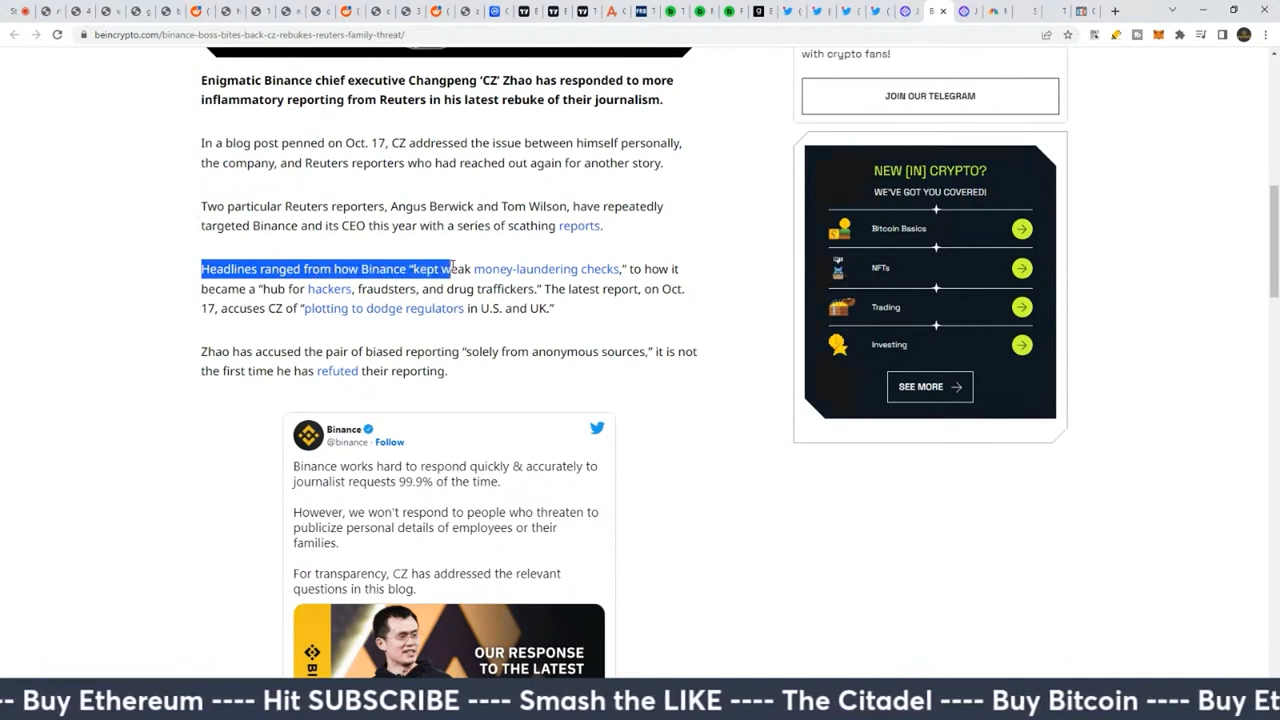 beincrypto.com/binance-boss-bites-back-cz-rebukes-reuters-family-threat/
with crypto fans!
JOIN OUR TELEGRAM
Enigmatic Binance chief executive Changpeng ‘CZ’ Zhao has responded to more
inflammatory reporting from Reuters in his latest rebuke of their journalism.
In a blog post penned on Oct. 17, CZ addressed the issue between himself personally,
the company, and Reuters reporters who had reached out again for another story.
Two particular Reuters reporters, Angus Berwick and Tom Wilson, have repeatedly
targeted Binance and its CEO this year with a series of scathing reports.
Headlines ranged from how Binance “kept weak money-laundering checks,” to how it
became a “hub for hackers, fraudsters, and drug traffickers.” The latest report, on Oct.
17, accuses CZ of “plotting to dodge regulators in U.S. and UK.”
Zhao has accused the pair of biased reporting “solely from anonymous sources,” it is not
the first time he has refuted their reporting.
NEW [IN] CRYPTO?
WE'VE GOT YOU COVERED!
Bitcoin Basics
NFTs
Trading
Investing
SEE MORE
Binance
@binance · Follow
Binance works hard to respond quickly & accurately to
journalist requests 99.9% of the time.
However, we won't respond to people who threaten to
publicize personal details of employees or their
families.
For transparency, CZ has addressed the relevant
questions in this blog.
OUR RESPONSE
TO THE LATEST
-- Buy Ethereum ---- Hit SUBSCRIBE ---- Smash the LIKE ---- The Citadel ---- Buy Bitcoin ---- Buy Et